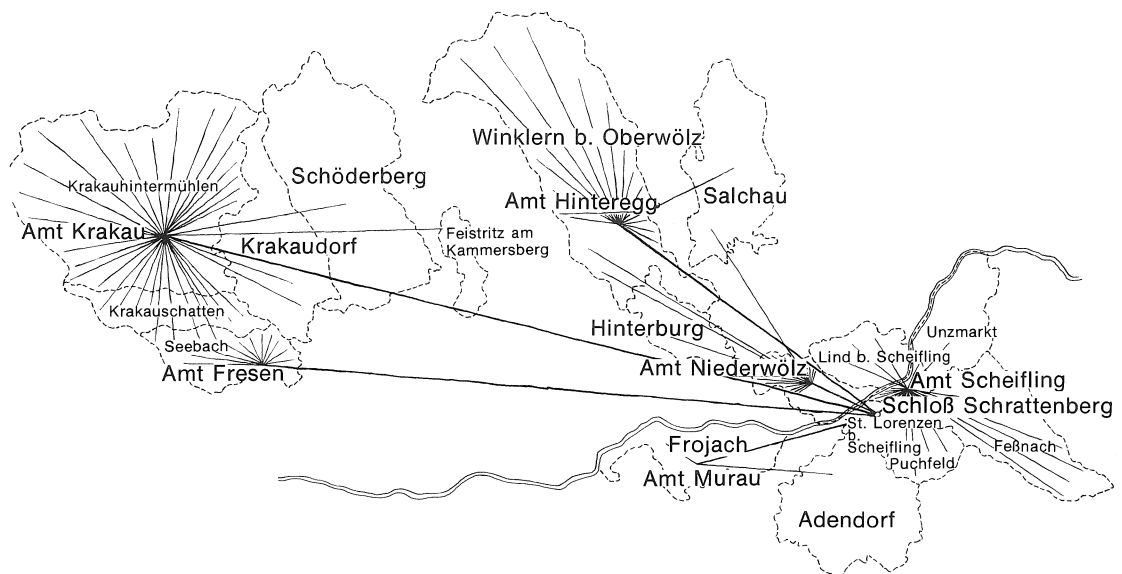 Winklern b. Oberwölz
Krakauhintermühlen
Schöderberg
Salchau
Amt Hinteregg
Amt Krakau
Krakaudorf
Feistritz am
Kammersberg
Krakauschatten
Hinterburg
Unzmarkt
Seebach
Lind b. Scheifling
Amt Fresen
Amt Niederwölz
Amt Scheifling
Schloß Schrattenberg
St. Lorenzen
b.
Scheifling
Frojach
Feßnach
Puchfeld
Amt Murau
Adendorf